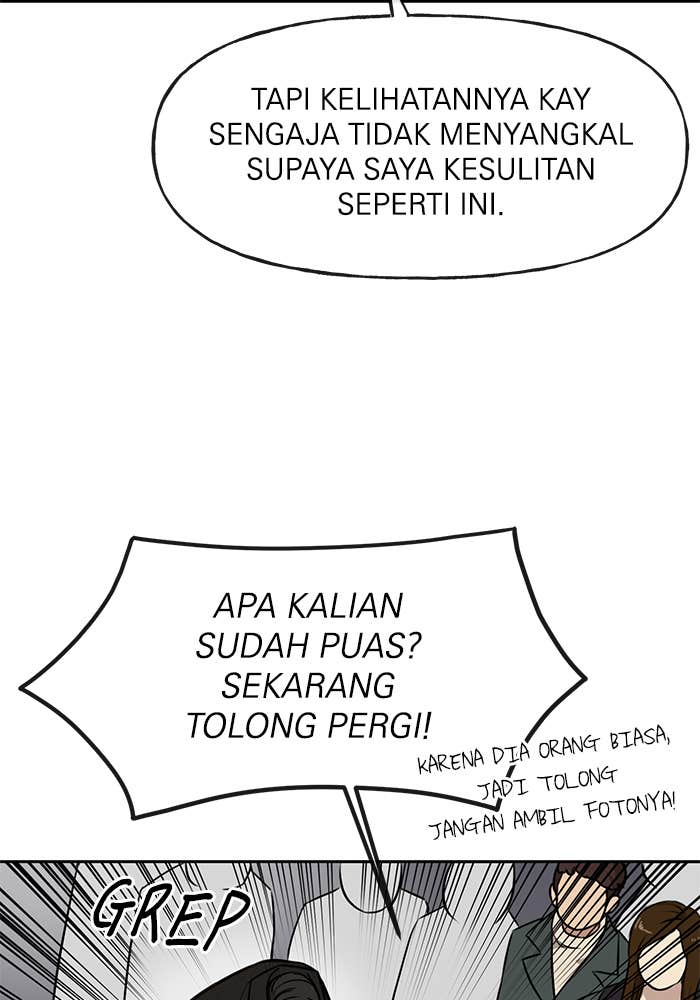 TAPI KELIHATANNYA KAY
SENGAJA TIDAK MENYANGKAL
SUPAYA SAYA KESULITAN
SEPERTI INI.
APA KALIAN
SUDAH PUAS?
SEKARANG
TOLONG PERGI!
KARENA DIA ORANG BIASA,
JADI TOLONG
JANGAN AMBIL FOTONYA!
GREP